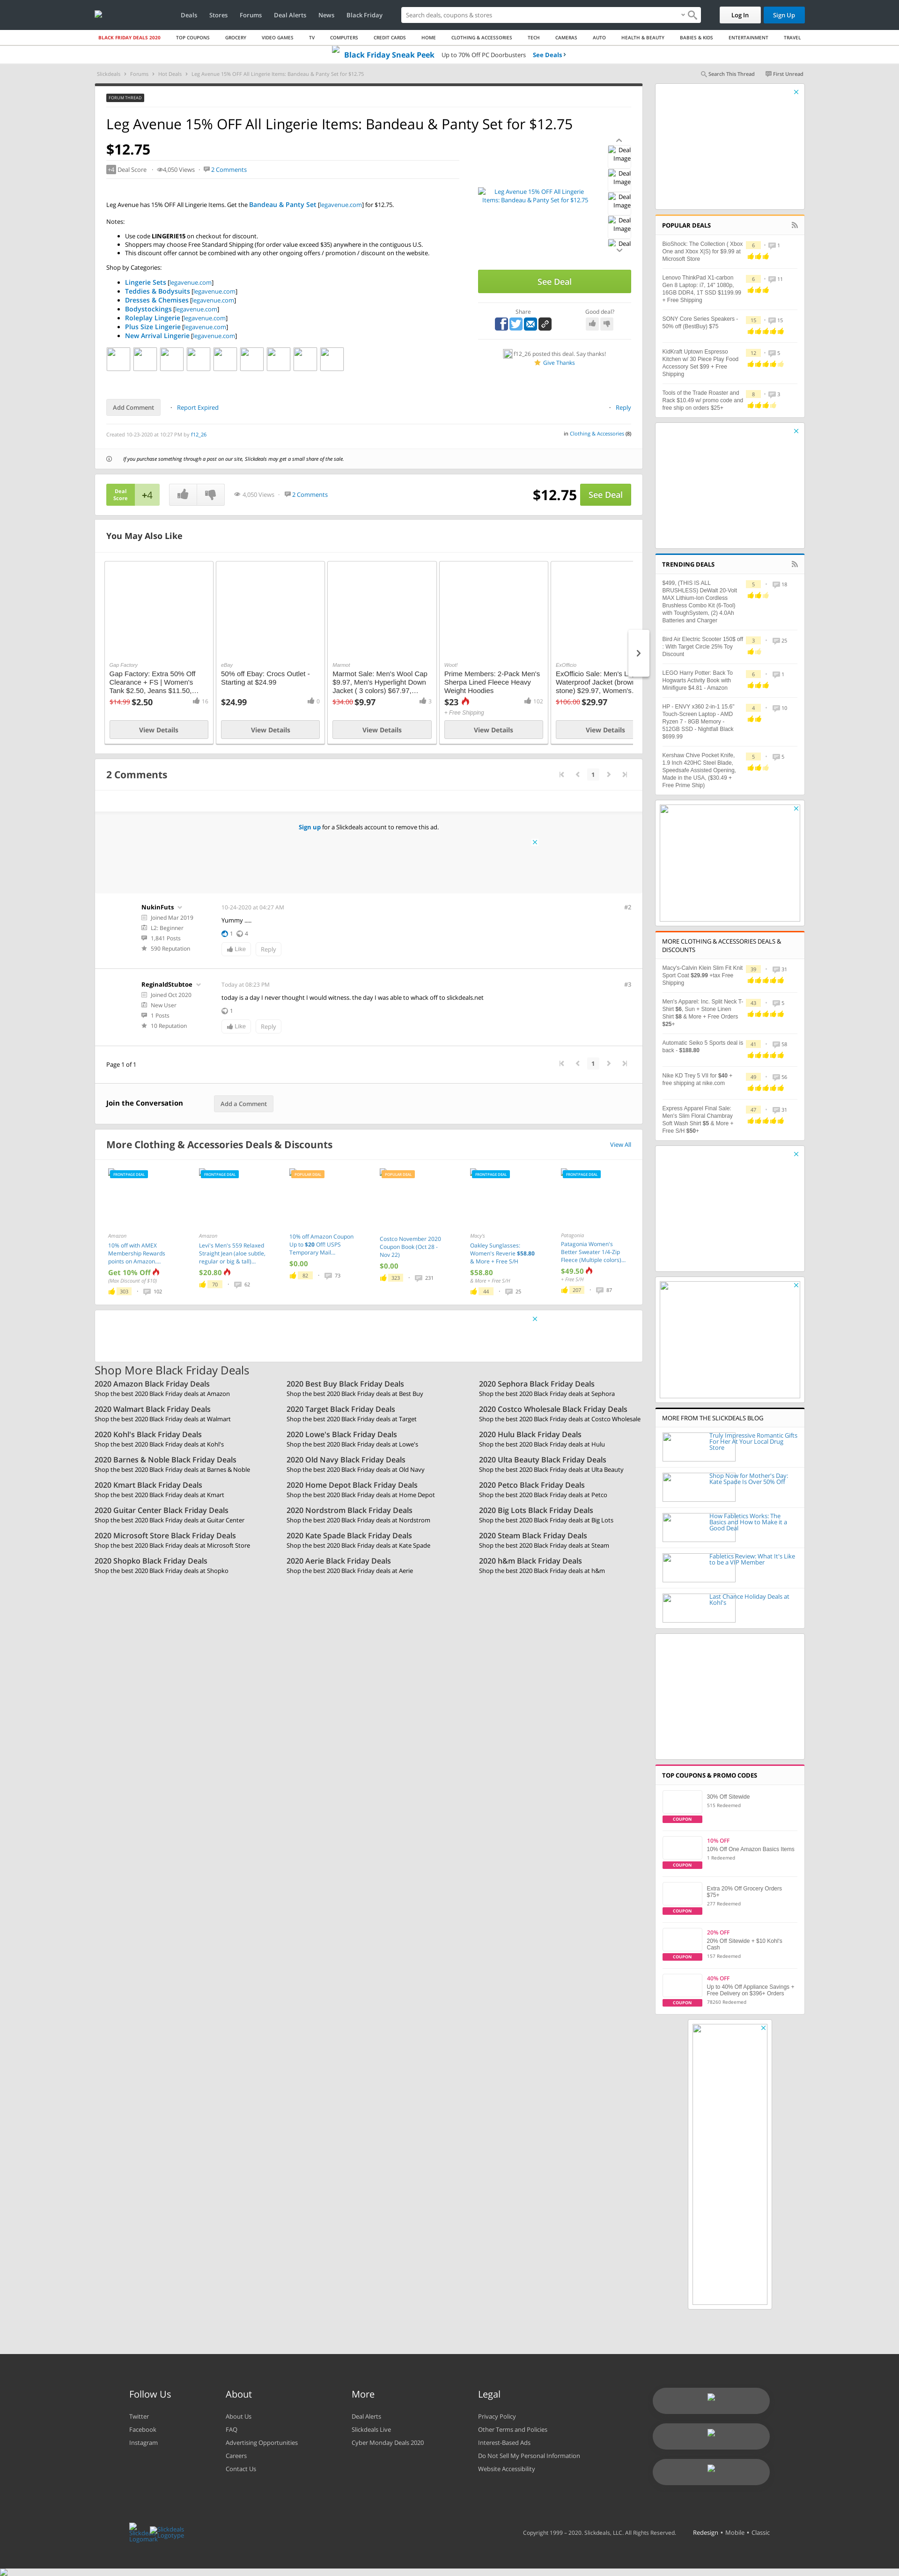 Deals Stores Forums Deal Alerts News Black Friday
Search deals, coupons & stores
Log In
Sign Up
BLACK FRIDAY DEALS 2020 TOP COUPONS GROCERY VIDEO GAMES TV COMPUTERS CREDIT CARDS HOME CLOTHING & ACCESSORIES TECH CAMERAS AUTO HEALTH & BEAUTY BABIES & KIDS ENTERTAINMENT TRAVEL
Black Friday Sneak Peek Up to 70% Off PC Doorbusters See Deals
Slickdeals > Forums > Hot Deals > Leg Avenue 15% OFF All Lingerie Items: Bandeau & Panty Set for $12.75
Search This Thread
First Unread
FORUM THREAD
Leg Avenue 15% OFF All Lingerie Items: Bandeau & Panty Set for $12.75
$12.75
+4 Deal Score · 4,050 Views · 2 Comments
Leg Avenue has 15% OFF All Lingerie Items. Get the Bandeau & Panty Set [legavenue.com] for $12.75.
Notes:
Use code LINGERIE15 on checkout for discount.
Shoppers may choose Free Standard Shipping (for order value exceed $35) anywhere in the contiguous U.S.
This discount offer cannot be combined with any other ongoing offers / promotion / discount on the website.
Shop by Categories:
Lingerie Sets [legavenue.com]
Teddies & Bodysuits [legavenue.com]
Dresses & Chemises [legavenue.com]
Bodystockings [legavenue.com]
Roleplay Lingerie [legavenue.com]
Plus Size Lingerie [legavenue.com]
New Arrival Lingerie [legavenue.com]
Leg Avenue 15% OFF All Lingerie
Items: Bandeau & Panty Set for $12.75
Deal
Image
Deal
Image
Deal
Image
Deal
Image
Deal
See Deal
Share
Good deal?
f12_26 posted this deal. Say thanks!
Give Thanks
Add Comment · Report Expired
· Reply
Created 10-23-2020 at 10:27 PM by f12_26
in Clothing & Accessories (8)
If you purchase something through a post on our site, Slickdeals may get a small share of the sale.
Deal
Score
+4
4,050 Views · 2 Comments
$12.75
See Deal
You May Also Like
Gap Factory
Gap Factory: Extra 50% Off
Clearance + FS | Women's
Tank $2.50, Jeans $11.50,...
$14.99 $2.50
16
View Details
eBay
50% off Ebay: Crocs Outlet -
Starting at $24.99
$24.99
0
View Details
Marmot
Marmot Sale: Men's Wool Cap
$9.97, Men's Hyperlight Down
Jacket ( 3 colors) $67.97,...
$34.00 $9.97
3
View Details
Woot!
Prime Members: 2-Pack Men's
Sherpa Lined Fleece Heavy
Weight Hoodies
$23
102
+ Free Shipping
View Details
ExOfficio
ExOfficio Sale: Men's
Waterproof Jacket (brow
stone) $29.97, Women's
$106.00 $29.97
View Details
2 Comments
1
Sign up for a Slickdeals account to remove this ad.
NukinFuts
Joined Mar 2019
L2: Beginner
1,841 Posts
590 Reputation
10-24-2020 at 04:27 AM
#2
Yummy .....
1 4
Like
Reply
ReginaldStubtoe
Joined Oct 2020
New User
1 Posts
10 Reputation
Today at 08:23 PM
#3
today is a day I never thought I would witness. the day I was able to whack off to slickdeals.net
1
Like
Reply
Page 1 of 1
1
Join the Conversation
Add a Comment
More Clothing & Accessories Deals & Discounts
View All
FRONTPAGE DEAL
Amazon
10% off with AMEX
Membership Rewards
points on Amazon....
Get 10% Off
(Max Discount of $10)
303 · 102
FRONTPAGE DEAL
Amazon
Levi's Men's 559 Relaxed
Straight Jean (aloe subtle,
regular or big & tall)...
$20.80
70 · 62
POPULAR DEAL
10% off Amazon Coupon
Up to $20 Off! USPS
Temporary Mail...
$0.00
82 · 73
POPULAR DEAL
Costco November 2020
Coupon Book (Oct 28 -
Nov 22)
$0.00
323 · 231
FRONTPAGE DEAL
Macy's
Oakley Sunglasses:
Women's Reverie $58.80
& More + Free S/H
$58.80
& More + Free S/H
44 · 25
FRONTPAGE DEAL
Patagonia
Patagonia Women's
Better Sweater 1/4-Zip
Fleece (Multiple colors)...
$49.50
+ Free S/H
207 · 87
Shop More Black Friday Deals
2020 Amazon Black Friday Deals
Shop the best 2020 Black Friday deals at Amazon
2020 Best Buy Black Friday Deals
Shop the best 2020 Black Friday deals at Best Buy
2020 Sephora Black Friday Deals
Shop the best 2020 Black Friday deals at Sephora
2020 Walmart Black Friday Deals
Shop the best 2020 Black Friday deals at Walmart
2020 Target Black Friday Deals
Shop the best 2020 Black Friday deals at Target
2020 Costco Wholesale Black Friday Deals
Shop the best 2020 Black Friday deals at Costco Wholesale
2020 Kohl's Black Friday Deals
Shop the best 2020 Black Friday deals at Kohl's
2020 Lowe's Black Friday Deals
Shop the best 2020 Black Friday deals at Lowe's
2020 Hulu Black Friday Deals
Shop the best 2020 Black Friday deals at Hulu
2020 Barnes & Noble Black Friday Deals
Shop the best 2020 Black Friday deals at Barnes & Noble
2020 Old Navy Black Friday Deals
Shop the best 2020 Black Friday deals at Old Navy
2020 Ulta Beauty Black Friday Deals
Shop the best 2020 Black Friday deals at Ulta Beauty
2020 Kmart Black Friday Deals
Shop the best 2020 Black Friday deals at Kmart
2020 Home Depot Black Friday Deals
Shop the best 2020 Black Friday deals at Home Depot
2020 Petco Black Friday Deals
Shop the best 2020 Black Friday deals at Petco
2020 Guitar Center Black Friday Deals
Shop the best 2020 Black Friday deals at Guitar Center
2020 Nordstrom Black Friday Deals
Shop the best 2020 Black Friday deals at Nordstrom
2020 Big Lots Black Friday Deals
Shop the best 2020 Black Friday deals at Big Lots
2020 Microsoft Store Black Friday Deals
Shop the best 2020 Black Friday deals at Microsoft Store
2020 Kate Spade Black Friday Deals
Shop the best 2020 Black Friday deals at Kate Spade
2020 Steam Black Friday Deals
Shop the best 2020 Black Friday deals at Steam
2020 Shopko Black Friday Deals
Shop the best 2020 Black Friday deals at Shopko
2020 Aerie Black Friday Deals
Shop the best 2020 Black Friday deals at Aerie
2020 h&m Black Friday Deals
Shop the best 2020 Black Friday deals at h&m
POPULAR DEALS
BioShock: The Collection ( Xbox
One and Xbox X|S) for $9.99 at
Microsoft Store
6 · 1
Lenovo ThinkPad X1-carbon
Gen 8 Laptop: i7, 14" 1080p,
16GB DDR4, 1T SSD $1199.99
+ Free Shipping
6 · 11
SONY Core Series Speakers -
50% off (BestBuy) $75
15 · 15
KidKraft Uptown Espresso
Kitchen w/ 30 Piece Play Food
Accessory Set $99 + Free
Shipping
12 · 5
Tools of the Trade Roaster and
Rack $10.49 w/ promo code and
free ship on orders $25+
8 · 3
TRENDING DEALS
$499, (THIS IS ALL
BRUSHLESS) DeWalt 20-Volt
MAX Lithium-Ion Cordless
Brushless Combo Kit (6-Tool)
with ToughSystem, (2) 4.0Ah
Batteries and Charger
5 · 18
Bird Air Electric Scooter 150$ off
: With Target Circle 25% Toy
Discount
3 · 25
LEGO Harry Potter: Back To
Hogwarts Activity Book with
Minifigure $4.81 - Amazon
6 · 1
HP - ENVY x360 2-in-1 15.6"
Touch-Screen Laptop - AMD
Ryzen 7 - 8GB Memory -
512GB SSD - Nightfall Black
$699.99
4 · 10
Kershaw Chive Pocket Knife,
1.9 Inch 420HC Steel Blade,
Speedsafe Assisted Opening,
Made in the USA, ($30.49 +
Free Prime Ship)
5 · 5
MORE CLOTHING & ACCESSORIES DEALS &
DISCOUNTS
Macy's-Calvin Klein Slim Fit Knit
Sport Coat $29.99 +tax Free
Shipping
39 · 31
Men's Apparel: Inc. Split Neck T-
Shirt $6, Sun + Stone Linen
Shirt $8 & More + Free Orders
$25+
43 · 5
Automatic Seiko 5 Sports deal is
back - $188.80
41 · 58
Nike KD Trey 5 VII for $40 +
free shipping at nike.com
49 · 56
Express Apparel Final Sale:
Men's Slim Floral Chambray
Soft Wash Shirt $5 & More +
Free S/H $50+
47 · 31
MORE FROM THE SLICKDEALS BLOG
Truly Impressive Romantic Gifts
For Her At Your Local Drug
Store
Shop Now for Mother's Day:
Kate Spade Is Over 50% Off
How Fabletics Works: The
Basics and How to Make it a
Good Deal
Fabletics Review: What It's Like
to be a VIP Member
Last Chance Holiday Deals at
Kohl's
TOP COUPONS & PROMO CODES
30% Off Sitewide
515 Redeemed
COUPON
10% OFF
10% Off One Amazon Basics Items
1 Redeemed
COUPON
Extra 20% Off Grocery Orders
$75+
277 Redeemed
COUPON
20% OFF
20% Off Sitewide + $10 Kohl's
Cash
157 Redeemed
COUPON
40% OFF
Up to 40% Off Appliance Savings +
Free Delivery on $396+ Orders
78260 Redeemed
COUPON
Follow Us
Twitter
Facebook
Instagram
About
About Us
FAQ
Advertising Opportunities
Careers
Contact Us
More
Deal Alerts
Slickdeals Live
Cyber Monday Deals 2020
Legal
Privacy Policy
Other Terms and Policies
Interest-Based Ads
Do Not Sell My Personal Information
Website Accessibility
Slickdeals
Logomark
Slickdeals
Logotype
Copyright 1999 – 2020. Slickdeals, LLC. All Rights Reserved.
Redesign • Mobile • Classic